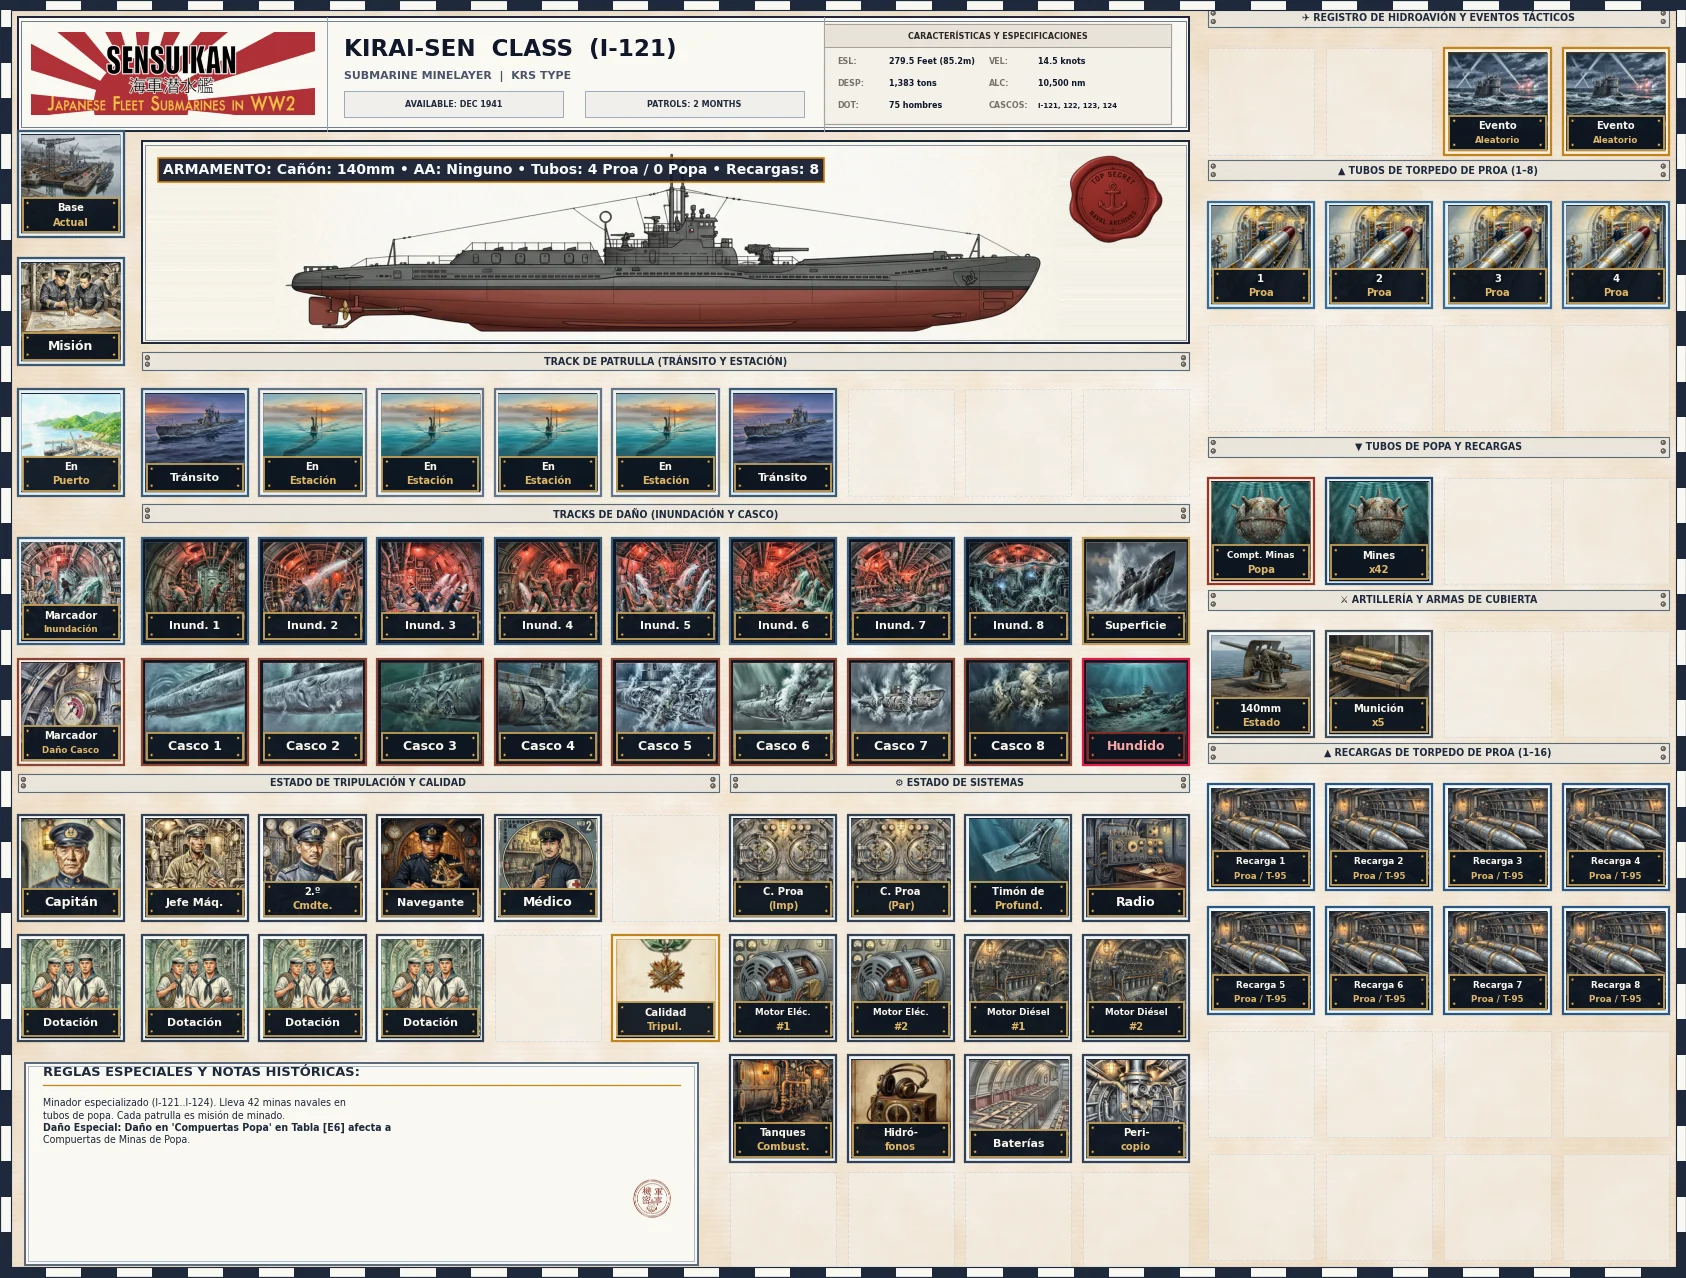 SENSUIKAN
海軍潜水艦
JAPANESE FLEET SUBMARINES IN WW2
KIRAI-SEN CLASS (I-121)
SUBMARINE MINELAYER | KRS TYPE
AVAILABLE: DEC 1941
PATROLS: 2 MONTHS
CARACTERÍSTICAS Y ESPECIFICACIONES
ESL: 279.5 Feet (85.2m) VEL: 14.5 knots
DESP: 1,383 tons ALC: 10,500 nm
DOT: 75 hombres CASCOS: I-121, 122, 123, 124
Base
Actual
Misión
ARMAMENTO: Cañón: 140mm • AA: Ninguno • Tubos: 4 Proa / 0 Popa • Recargas: 8
TOP SECRET
NAVAL ARCHIVES
TRACK DE PATRULLA (TRÁNSITO Y ESTACIÓN)
En
Puerto
Tránsito
En
Estación
En
Estación
En
Estación
En
Estación
Tránsito
TRACKS DE DAÑO (INUNDACIÓN Y CASCO)
Marcador
Inundación
Inund. 1
Inund. 2
Inund. 3
Inund. 4
Inund. 5
Inund. 6
Inund. 7
Inund. 8
Superficie
Marcador
Daño Casco
Casco 1
Casco 2
Casco 3
Casco 4
Casco 5
Casco 6
Casco 7
Casco 8
Hundido
ESTADO DE TRIPULACIÓN Y CALIDAD
Capitán
Jefe Máq.
2.º
Cmdte.
Navegante
Médico
Dotación
Dotación
Dotación
Dotación
Calidad
Tripul.
⚙ ESTADO DE SISTEMAS
C. Proa
(Imp)
C. Proa
(Par)
Timón de
Profund.
Radio
Motor Eléc.
#1
Motor Eléc.
#2
Motor Diésel
#1
Motor Diésel
#2
Tanques
Combust.
Hidró-
fonos
Baterías
Peri-
copio
REGLAS ESPECIALES Y NOTAS HISTÓRICAS:
Minador especializado (I-121..I-124). Lleva 42 minas navales en
tubos de popa. Cada patrulla es misión de minado.
Daño Especial: Daño en 'Compuertas Popa' en Tabla [E6] afecta a
Compuertas de Minas de Popa.
✈ REGISTRO DE HIDROAVIÓN Y EVENTOS TÁCTICOS
Evento
Aleatorio
Evento
Aleatorio
▲ TUBOS DE TORPEDO DE PROA (1–8)
1
Proa
2
Proa
3
Proa
4
Proa
▼ TUBOS DE POPA Y RECARGAS
Compt. Minas
Popa
Mines
x42
⚔ ARTILLERÍA Y ARMAS DE CUBIERTA
140mm
Estado
Munición
x5
▲ RECARGAS DE TORPEDO DE PROA (1–16)
Recarga 1
Proa / T-95
Recarga 2
Proa / T-95
Recarga 3
Proa / T-95
Recarga 4
Proa / T-95
Recarga 5
Proa / T-95
Recarga 6
Proa / T-95
Recarga 7
Proa / T-95
Recarga 8
Proa / T-95